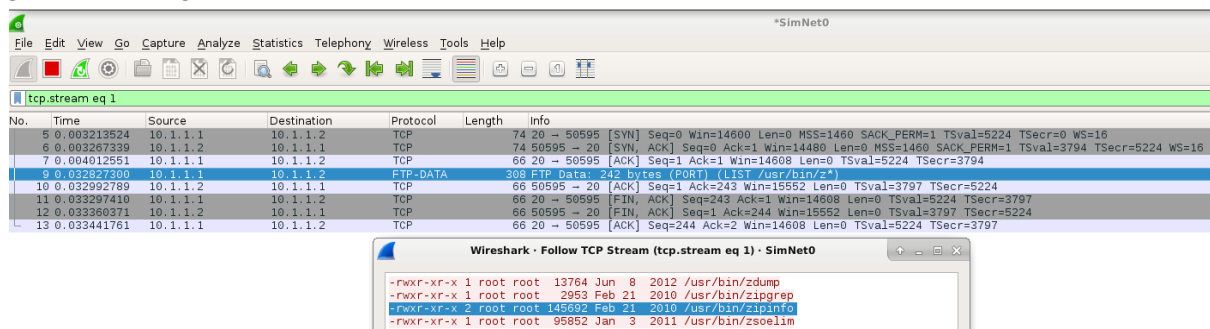 *SimNet0
File Edit View Go Capture Analyze Statistics Telephony Wireless Tools Help
tcp.stream eq 1
No. Time Source Destination Protocol Length Info
5 0.003213524 10.1.1.1 10.1.1.2 TCP 74 20 → 50595 [SYN] Seq=0 Win=14600 Len=0 MSS=1460 SACK_PERM=1 TSval=5224 TSecr=0 WS=16
6 0.003267339 10.1.1.2 10.1.1.1 TCP 74 50595 → 20 [SYN, ACK] Seq=0 Ack=1 Win=14480 Len=0 MSS=1460 SACK_PERM=1 TSval=3794 TSecr=5224 WS=16
7 0.004012551 10.1.1.1 10.1.1.2 TCP 66 20 → 50595 [ACK] Seq=1 Ack=1 Win=14608 Len=0 TSval=5224 TSecr=3794
9 0.032827300 10.1.1.1 10.1.1.2 FTP-DATA 308 FTP Data: 242 bytes (PORT) (LIST /usr/bin/z*)
10 0.032992789 10.1.1.2 10.1.1.1 TCP 66 50595 → 20 [ACK] Seq=1 Ack=243 Win=15552 Len=0 TSval=3797 TSecr=5224
11 0.033297410 10.1.1.1 10.1.1.2 TCP 66 20 → 50595 [FIN, ACK] Seq=243 Ack=1 Win=14608 Len=0 TSval=5224 TSecr=3797
12 0.033360371 10.1.1.2 10.1.1.1 TCP 66 50595 → 20 [FIN, ACK] Seq=1 Ack=244 Win=15552 Len=0 TSval=3797 TSecr=5224
13 0.033441761 10.1.1.1 10.1.1.2 TCP 66 20 → 50595 [ACK] Seq=244 Ack=2 Win=14608 Len=0 TSval=5224 TSecr=3797
Wireshark · Follow TCP Stream (tcp.stream eq 1) · SimNet0
-rwxr-xr-x 1 root root 13764 Jun 8 2012 /usr/bin/zdump
-rwxr-xr-x 1 root root 2953 Feb 21 2010 /usr/bin/zipgrep
-rwxr-xr-x 2 root root 145692 Feb 21 2010 /usr/bin/zipinfo
-rwxr-xr-x 1 root root 95852 Jan 3 2011 /usr/bin/zsoelim